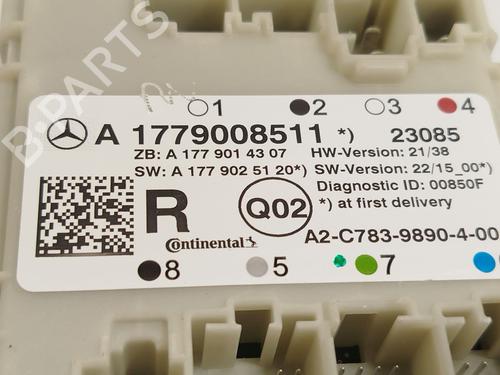 B-PARTS
1 2 3 4
A 1779008511 *) 23085
ZB: A 177 901 43 07 HW-Version: 21/38
SW: A 177 902 51 20*) SW-Version: 22/15_00*)
Diagnostic ID: 00850F
R Q02 *) at first delivery
Continental A2-C783-9890-4-00
8 5 7